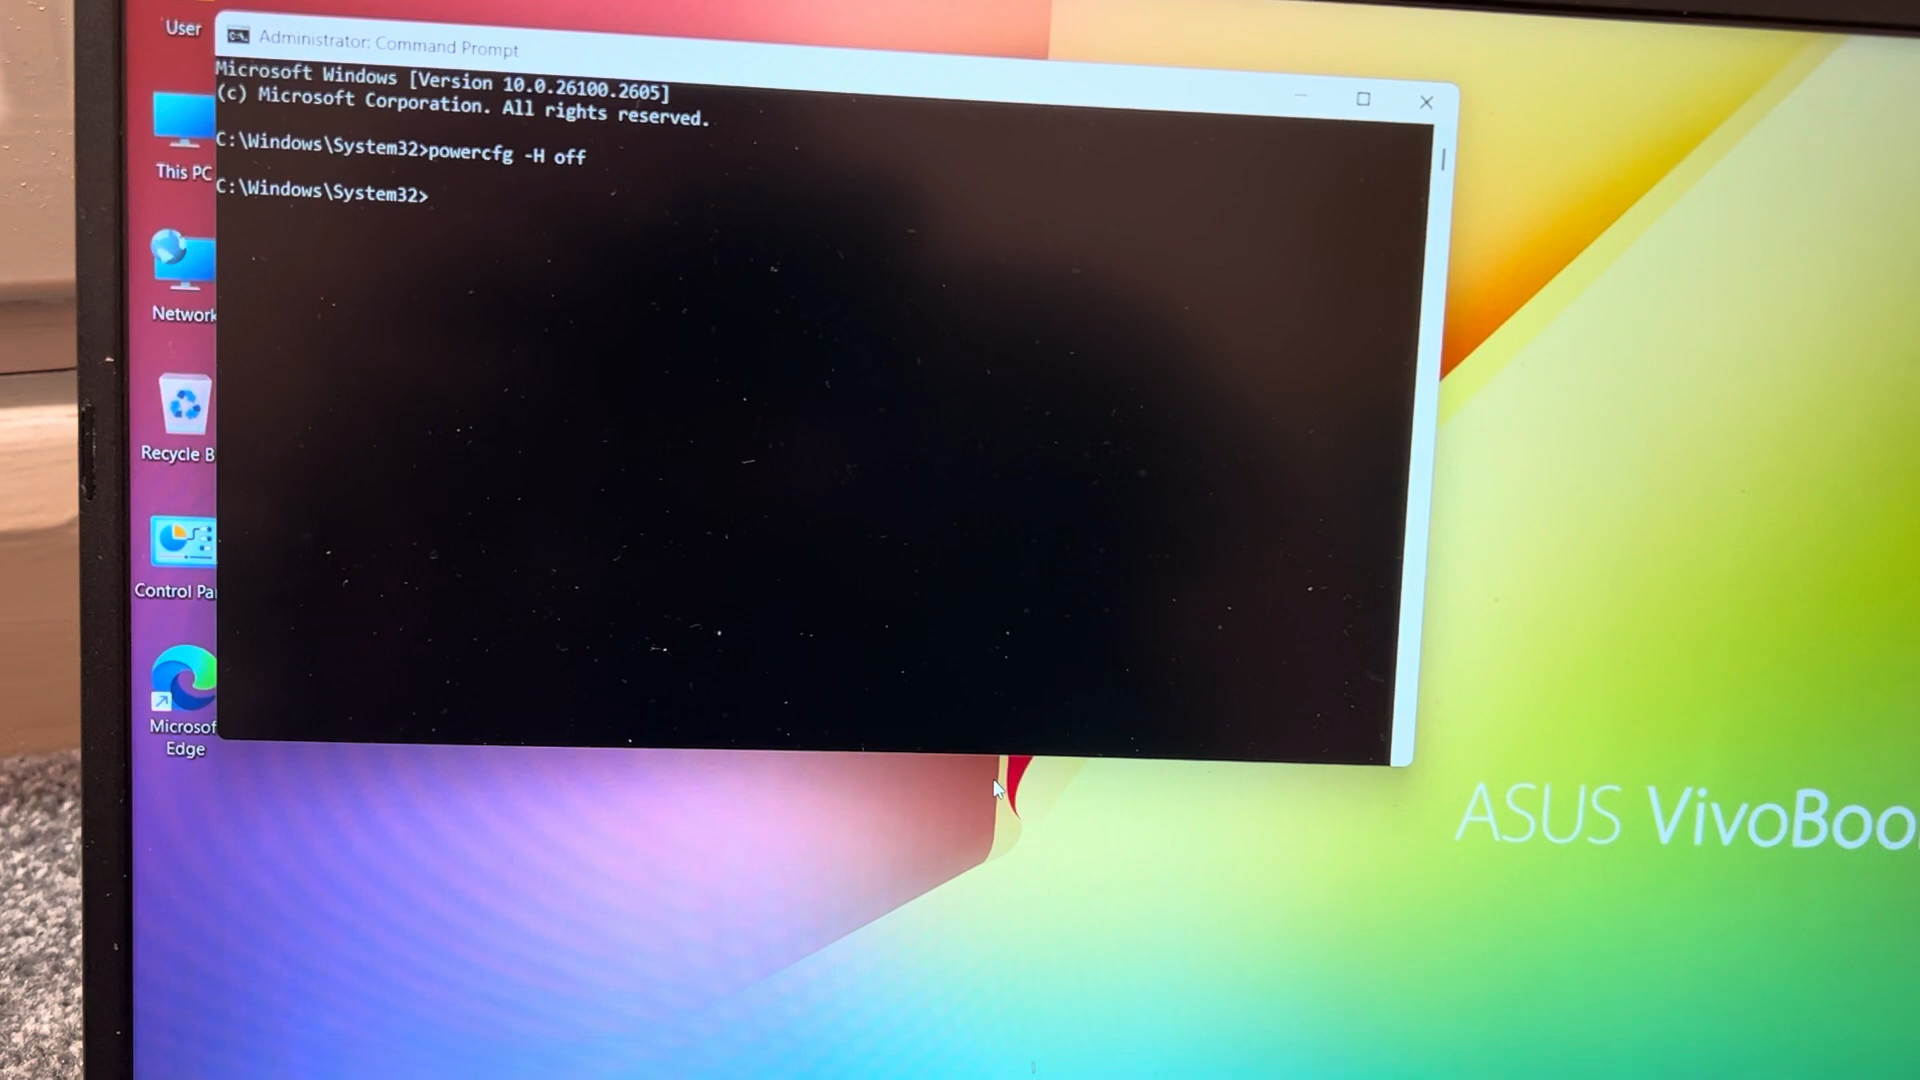 User
Administrator: Command Prompt
Microsoft Windows [Version 10.0.26100.2605]
(c) Microsoft Corporation. All rights reserved.
C:\Windows\System32>powercfg -H off
C:\Windows\System32>
This PC
Network
Recycle B
Control Pa
Microsof
Edge
ASUS VivoBoo